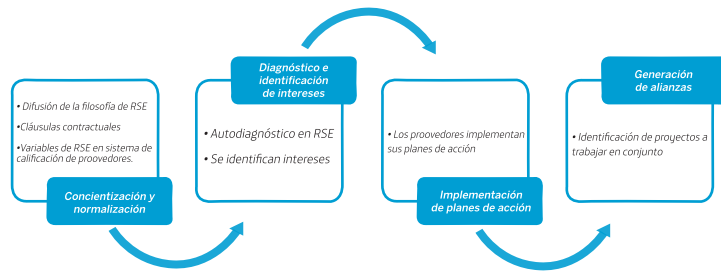 • Difusión de la filosofía de RSE
• Cláusulas contractuales
•Variables de RSE en sistema de
calificación de proovedores.
Concientización y
normalización
Diagnóstico e
identificación
de intereses
• Autodiagnóstico en RSE
• Se identifican intereses
• Los proovedores implementan
sus planes de acción
Implementación
de planes de acción
Generación
de alianzas
• Identificación de proyectos a
trabajar en conjunto